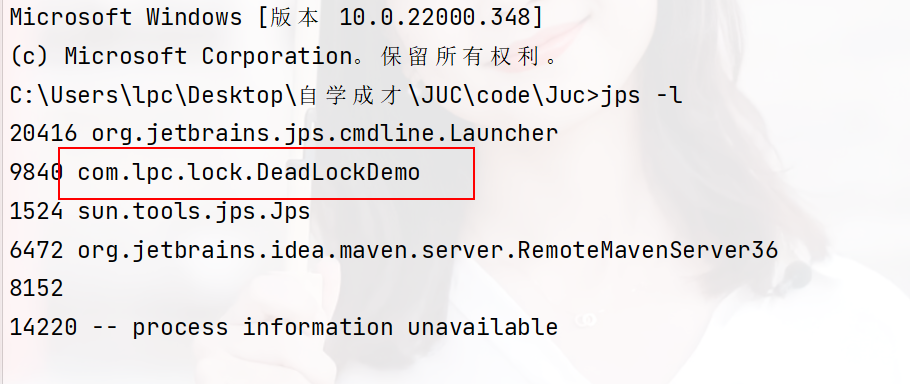 Microsoft Windows [版本 10.0.22000.348]
(c) Microsoft Corporation。保留所有权利。
C:\Users\lpc\Desktop\自学成才\JUC\code\Juc>jps -l
20416 org.jetbrains.jps.cmdline.Launcher
9840 com.lpc.lock.DeadLockDemo
1524 sun.tools.jps.Jps
6472 org.jetbrains.idea.maven.server.RemoteMavenServer36
8152
14220 -- process information unavailable